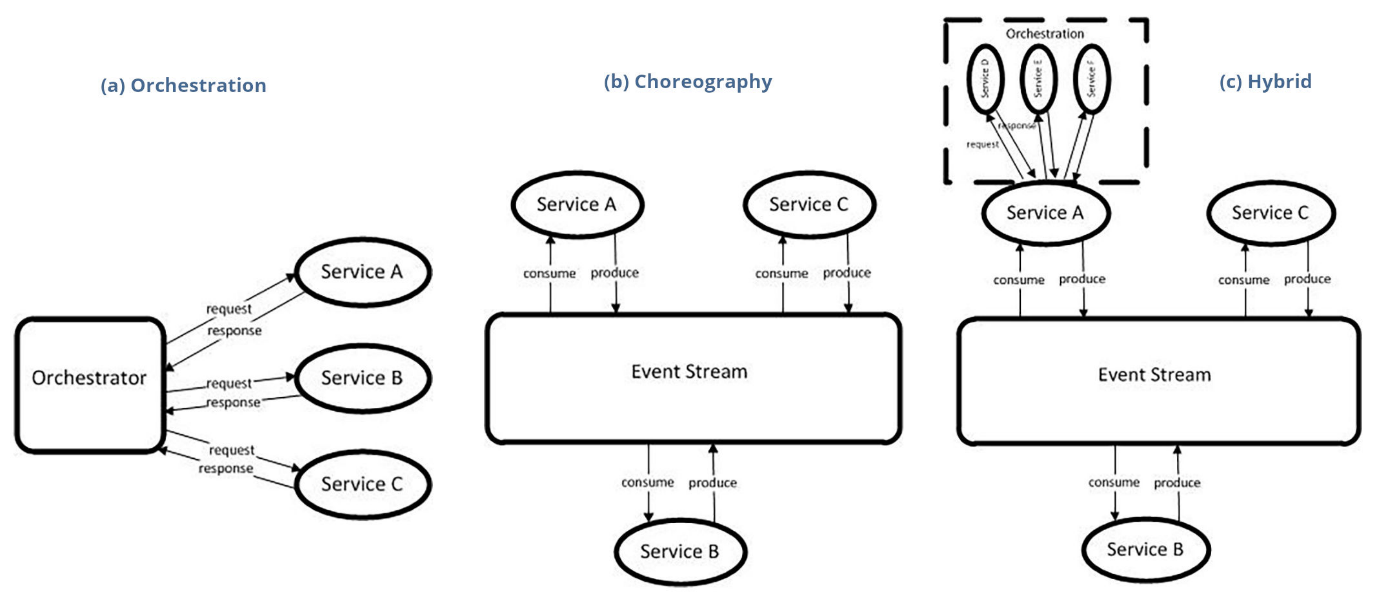 (a) Orchestration
Orchestrator
request
response
Service A
request
response
Service B
request
response
Service C
(b) Choreography
Service A
Service C
consume
produce
consume
produce
Event Stream
consume
produce
Service B
(c) Hybrid
Orchestration
Service D
Service E
Service F
response
request
Service A
Service C
consume
produce
consume
produce
Event Stream
consume
produce
Service B